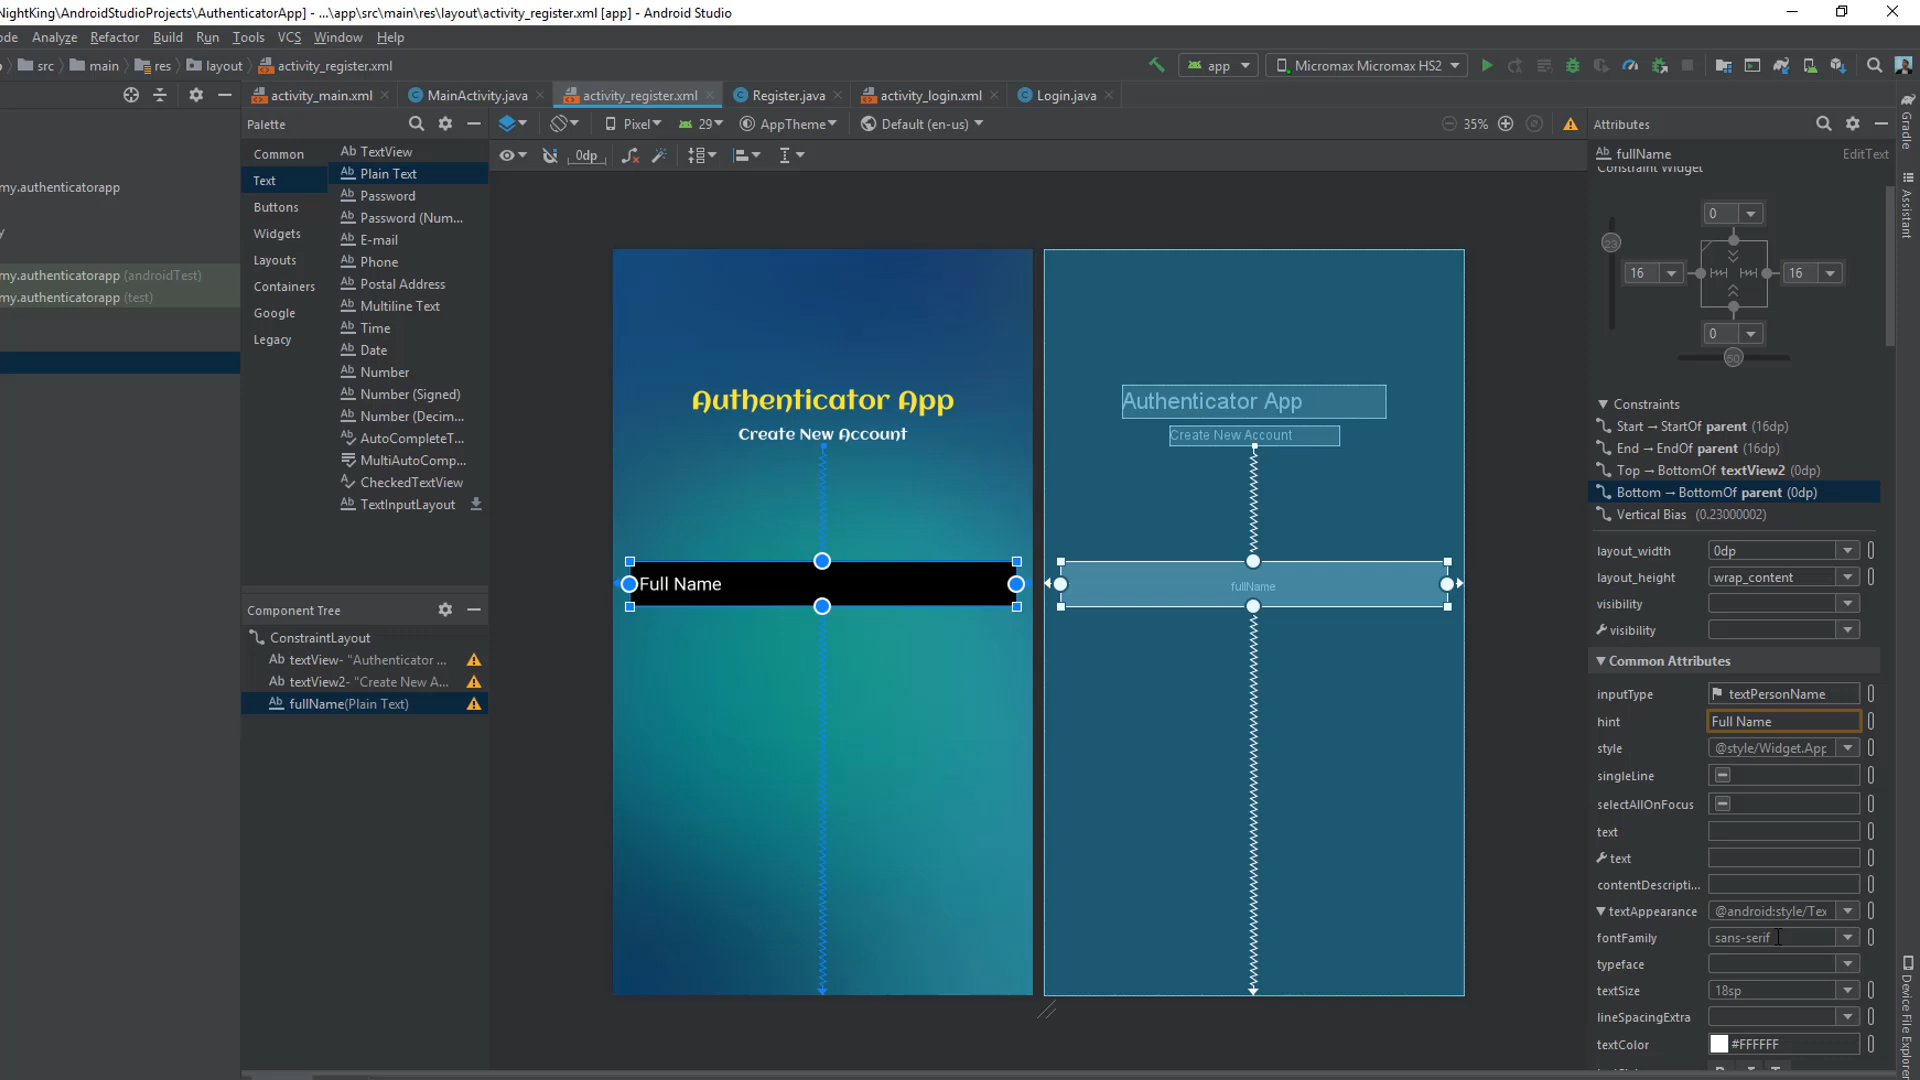 NightKing\AndroidStudioProjects\AuthenticatorApp] - ...\app\src\main\res\layout\activity_register.xml [app] - Android Studio
ode Analyze Refactor Build Run Tools VCS Window Help
src main res layout activity_register.xml
app Micromax Micromax HS2
activity_main.xml MainActivity.java activity_register.xml Register.java activity_login.xml Login.java
Palette
Pixel 29 AppTheme Default (en-us) 35%
Attributes
0dp
Common
Text
Buttons
Widgets
Layouts
Containers
Google
Legacy
Ab TextView
Ab Plain Text
Ab Password
Ab Password (Num...
Ab E-mail
Ab Phone
Ab Postal Address
Ab Multiline Text
Ab Time
Ab Date
Ab Number
Ab Number (Signed)
Ab Number (Decim...
AutoCompleteT...
MultiAutoComp...
CheckedTextView
Ab TextInputLayout
my.authenticatorapp
y
my.authenticatorapp (androidTest)
my.authenticatorapp (test)
Component Tree
ConstraintLayout
Ab textView- "Authenticator ...
Ab textView2- "Create New A...
Ab fullName(Plain Text)
Authenticator App
Create New Account
Full Name
Authenticator App
Create New Account
fullName
Ab fullName EditText
Constraint Widget
0
23
16
16
0
50
Constraints
Start → StartOf parent (16dp)
End → EndOf parent (16dp)
Top → BottomOf textView2 (0dp)
Bottom → BottomOf parent (0dp)
Vertical Bias (0.23000002)
layout_width 0dp
layout_height wrap_content
visibility
visibility
Common Attributes
inputType textPersonName
hint Full Name
style @style/Widget.App
singleLine
selectAllOnFocus
text
text
contentDescripti...
textAppearance @android:style/Tex
fontFamily sans-serif
typeface
textSize 18sp
lineSpacingExtra
textColor #FFFFFF
Gradle
Assistant
Device File Explorer